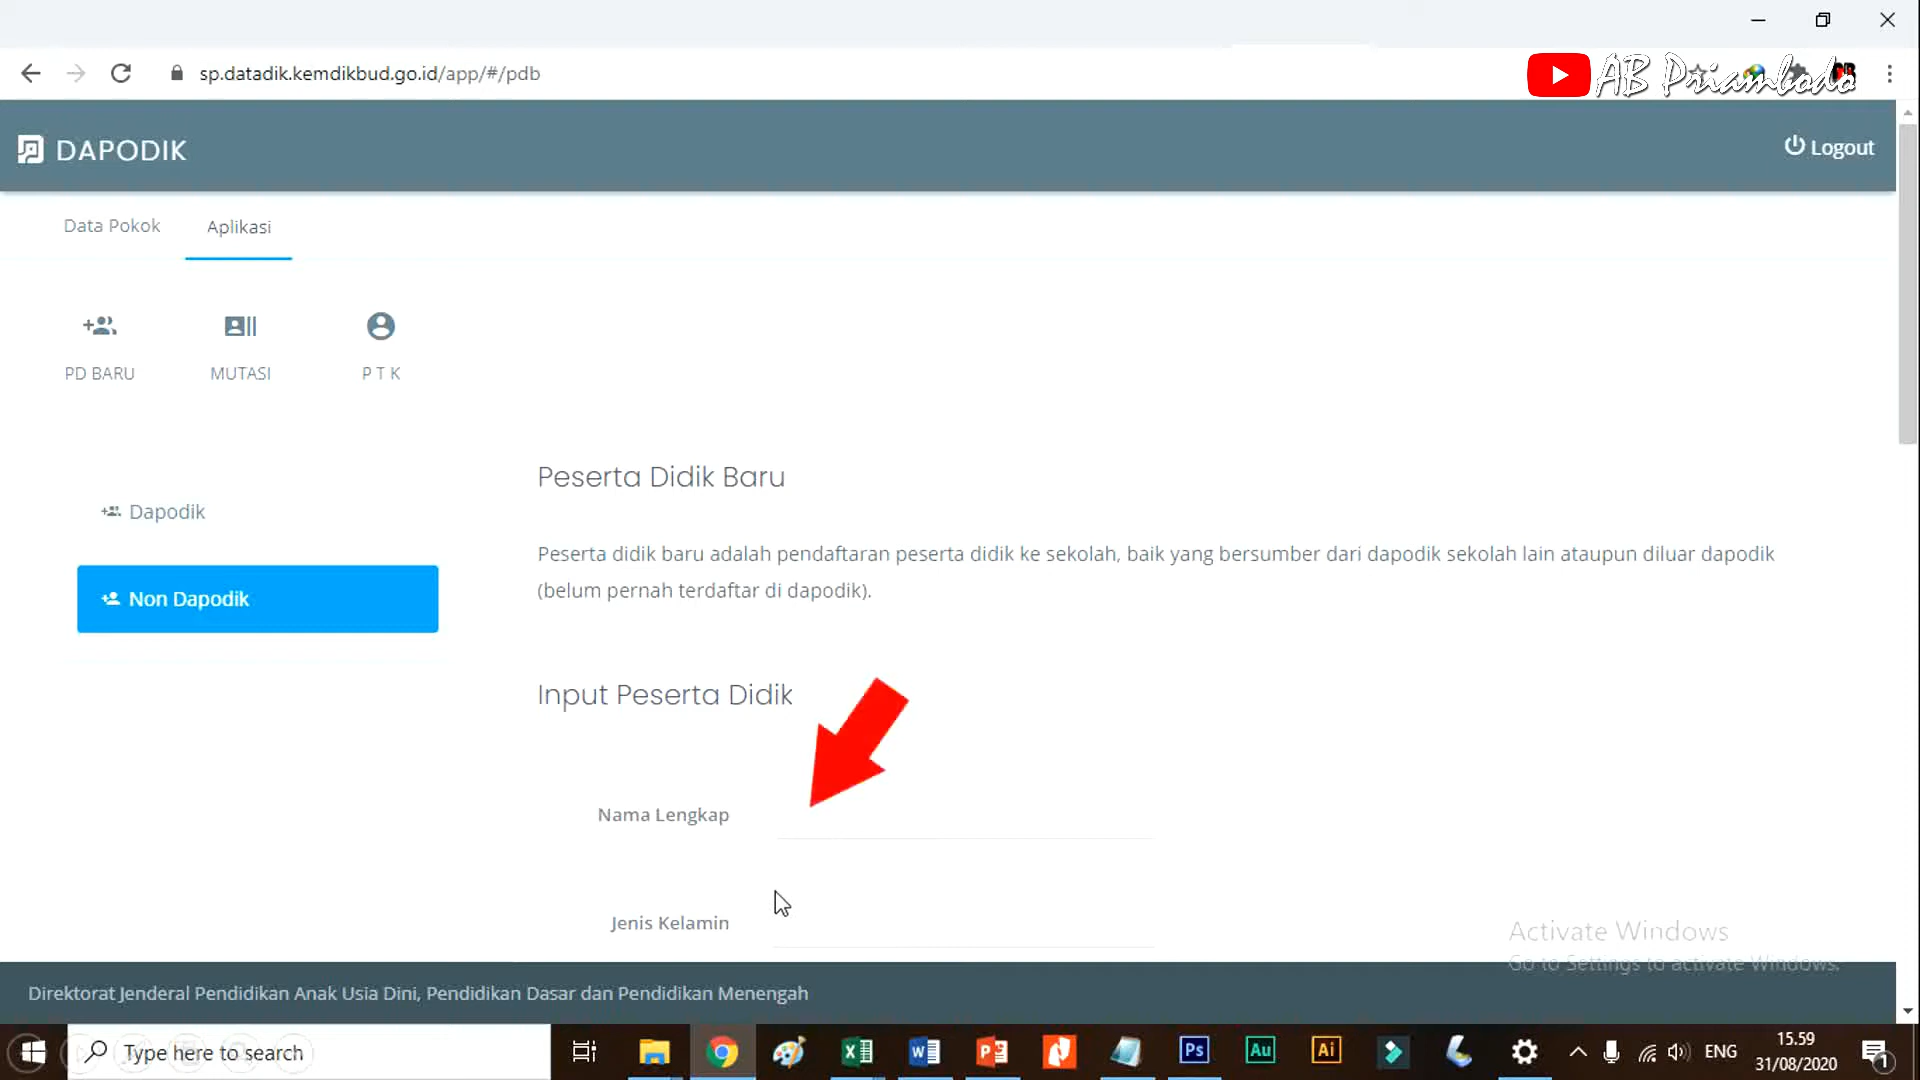 sp.datadik.kemdikbud.go.id/app/#/pdb
AB Priambodo
DAPODIK
Logout
Data Pokok
Aplikasi
PD BARU
MUTASI
P T K
Dapodik
Non Dapodik
Peserta Didik Baru
Peserta didik baru adalah pendaftaran peserta didik ke sekolah, baik yang bersumber dari dapodik sekolah lain ataupun diluar dapodik
(belum pernah terdaftar di dapodik).
Input Peserta Didik
Nama Lengkap
Jenis Kelamin
Activate Windows
Go to Settings to activate Windows.
Direktorat Jenderal Pendidikan Anak Usia Dini, Pendidikan Dasar dan Pendidikan Menengah
Type here to search
Ps
Au
Ai
ENG
15.59
31/08/2020
1